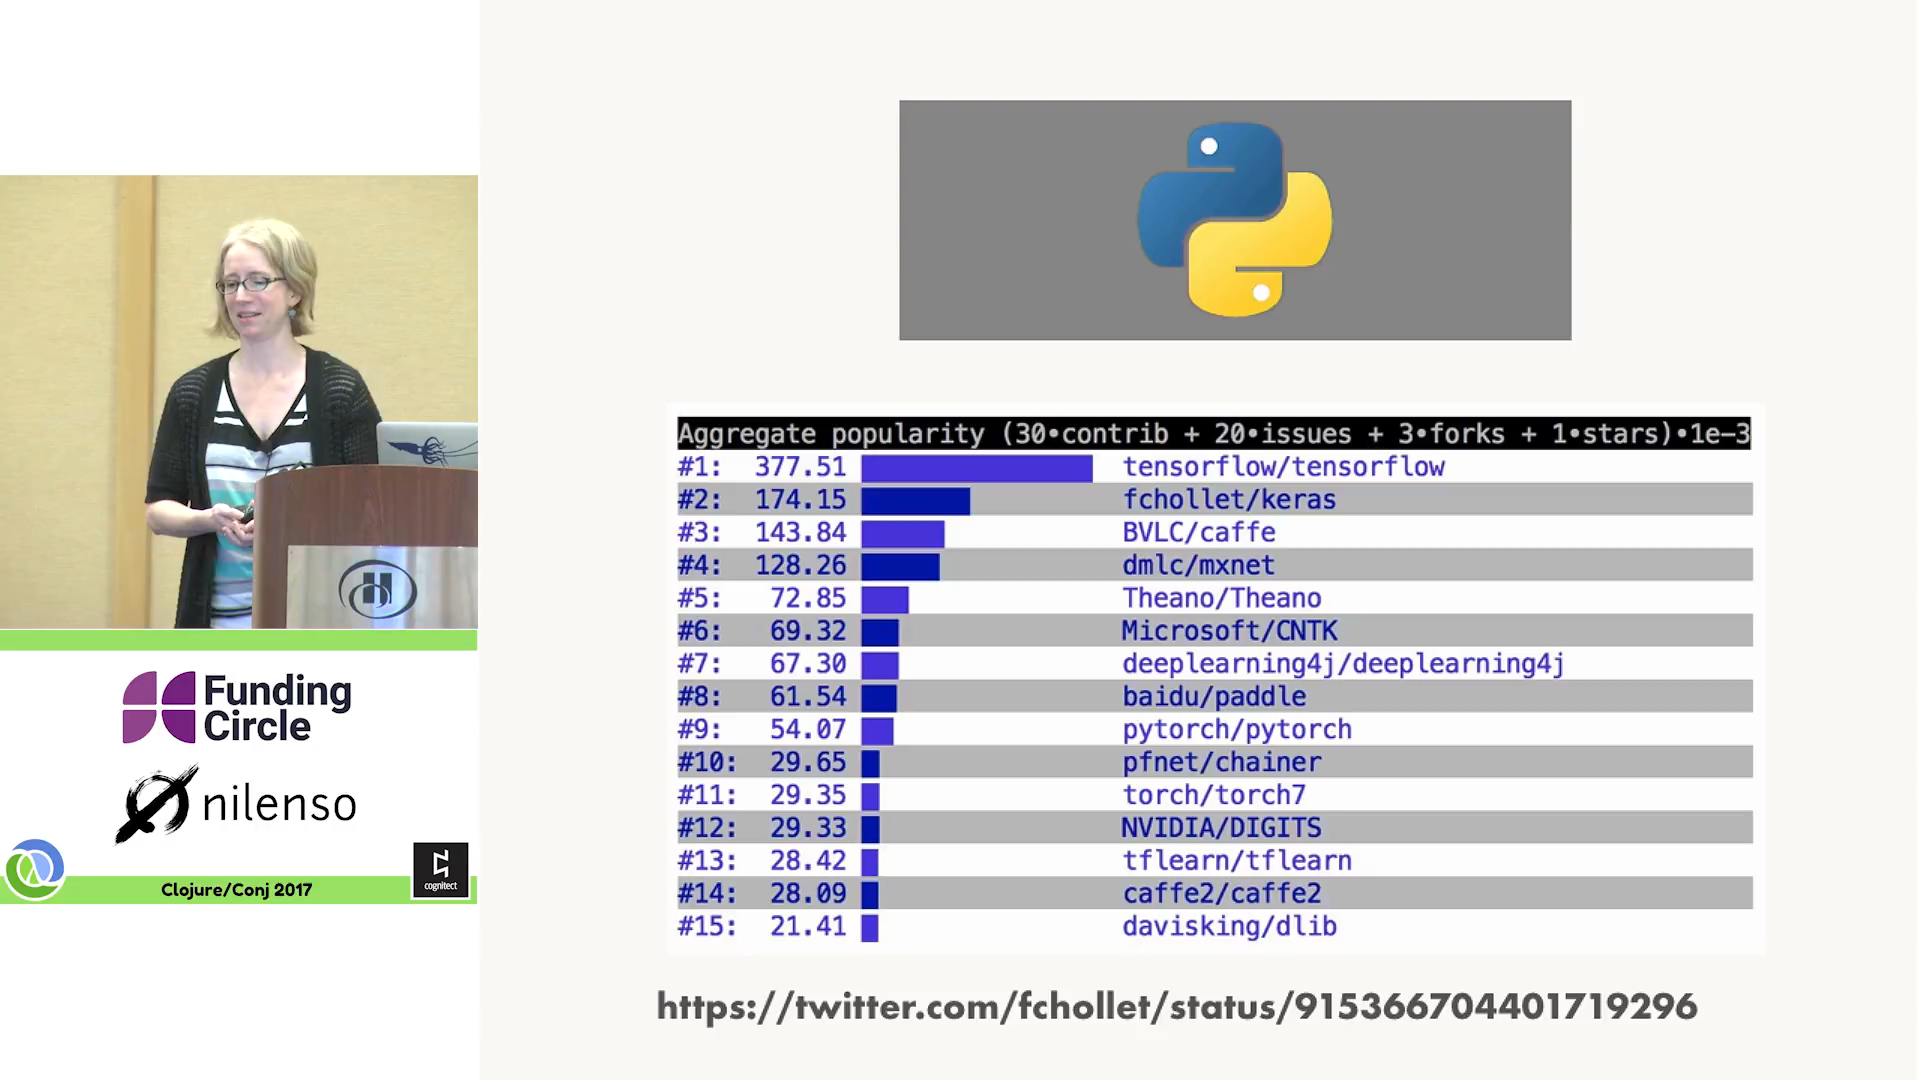 Aggregate popularity (30•contrib + 20•issues + 3•forks + 1•stars)•1e-3
#1: 377.51 tensorflow/tensorflow
#2: 174.15 fchollet/keras
#3: 143.84 BVLC/caffe
#4: 128.26 dmlc/mxnet
#5: 72.85 Theano/Theano
#6: 69.32 Microsoft/CNTK
#7: 67.30 deeplearning4j/deeplearning4j
#8: 61.54 baidu/paddle
#9: 54.07 pytorch/pytorch
#10: 29.65 pfnet/chainer
#11: 29.35 torch/torch7
#12: 29.33 NVIDIA/DIGITS
#13: 28.42 tflearn/tflearn
#14: 28.09 caffe2/caffe2
#15: 21.41 davisking/dlib
https://twitter.com/fchollet/status/915366704401719296
H
Funding
Circle
nilenso
Clojure/Conj 2017
cognitect